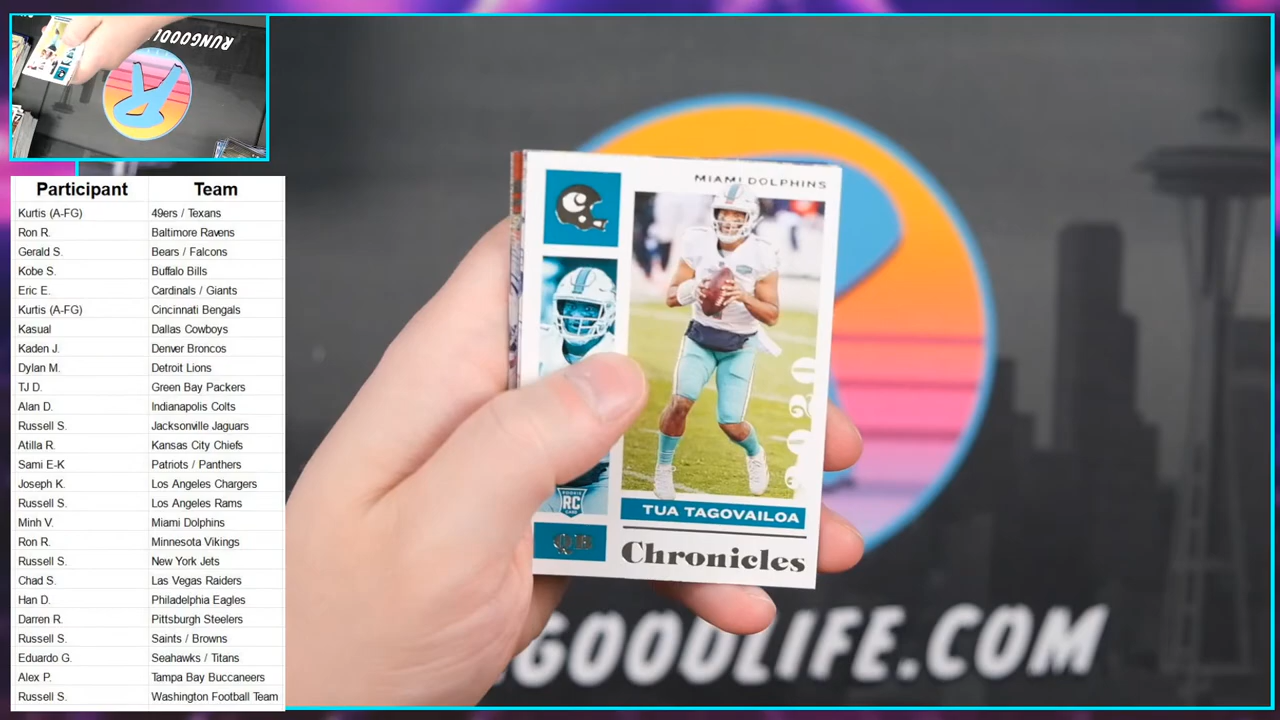 RUNGOODLIFE
Participant Team
Kurtis (A-FG) 49ers / Texans
Ron R. Baltimore Ravens
Gerald S. Bears / Falcons
Kobe S. Buffalo Bills
Eric E. Cardinals / Giants
Kurtis (A-FG) Cincinnati Bengals
Kasual Dallas Cowboys
Kaden J. Denver Broncos
Dylan M. Detroit Lions
TJ D. Green Bay Packers
Alan D. Indianapolis Colts
Russell S. Jacksonville Jaguars
Atilla R. Kansas City Chiefs
Sami E-K Patriots / Panthers
Joseph K. Los Angeles Chargers
Russell S. Los Angeles Rams
Minh V. Miami Dolphins
Ron R. Minnesota Vikings
Russell S. New York Jets
Chad S. Las Vegas Raiders
Han D. Philadelphia Eagles
Darren R. Pittsburgh Steelers
Russell S. Saints / Browns
Eduardo G. Seahawks / Titans
Alex P. Tampa Bay Buccaneers
Russell S. Washington Football Team
MIAMI DOLPHINS
C
2020
ROOKIE
RC
CARD
QB
TUA TAGOVAILOA
Chronicles
NGOODLIFE.COM